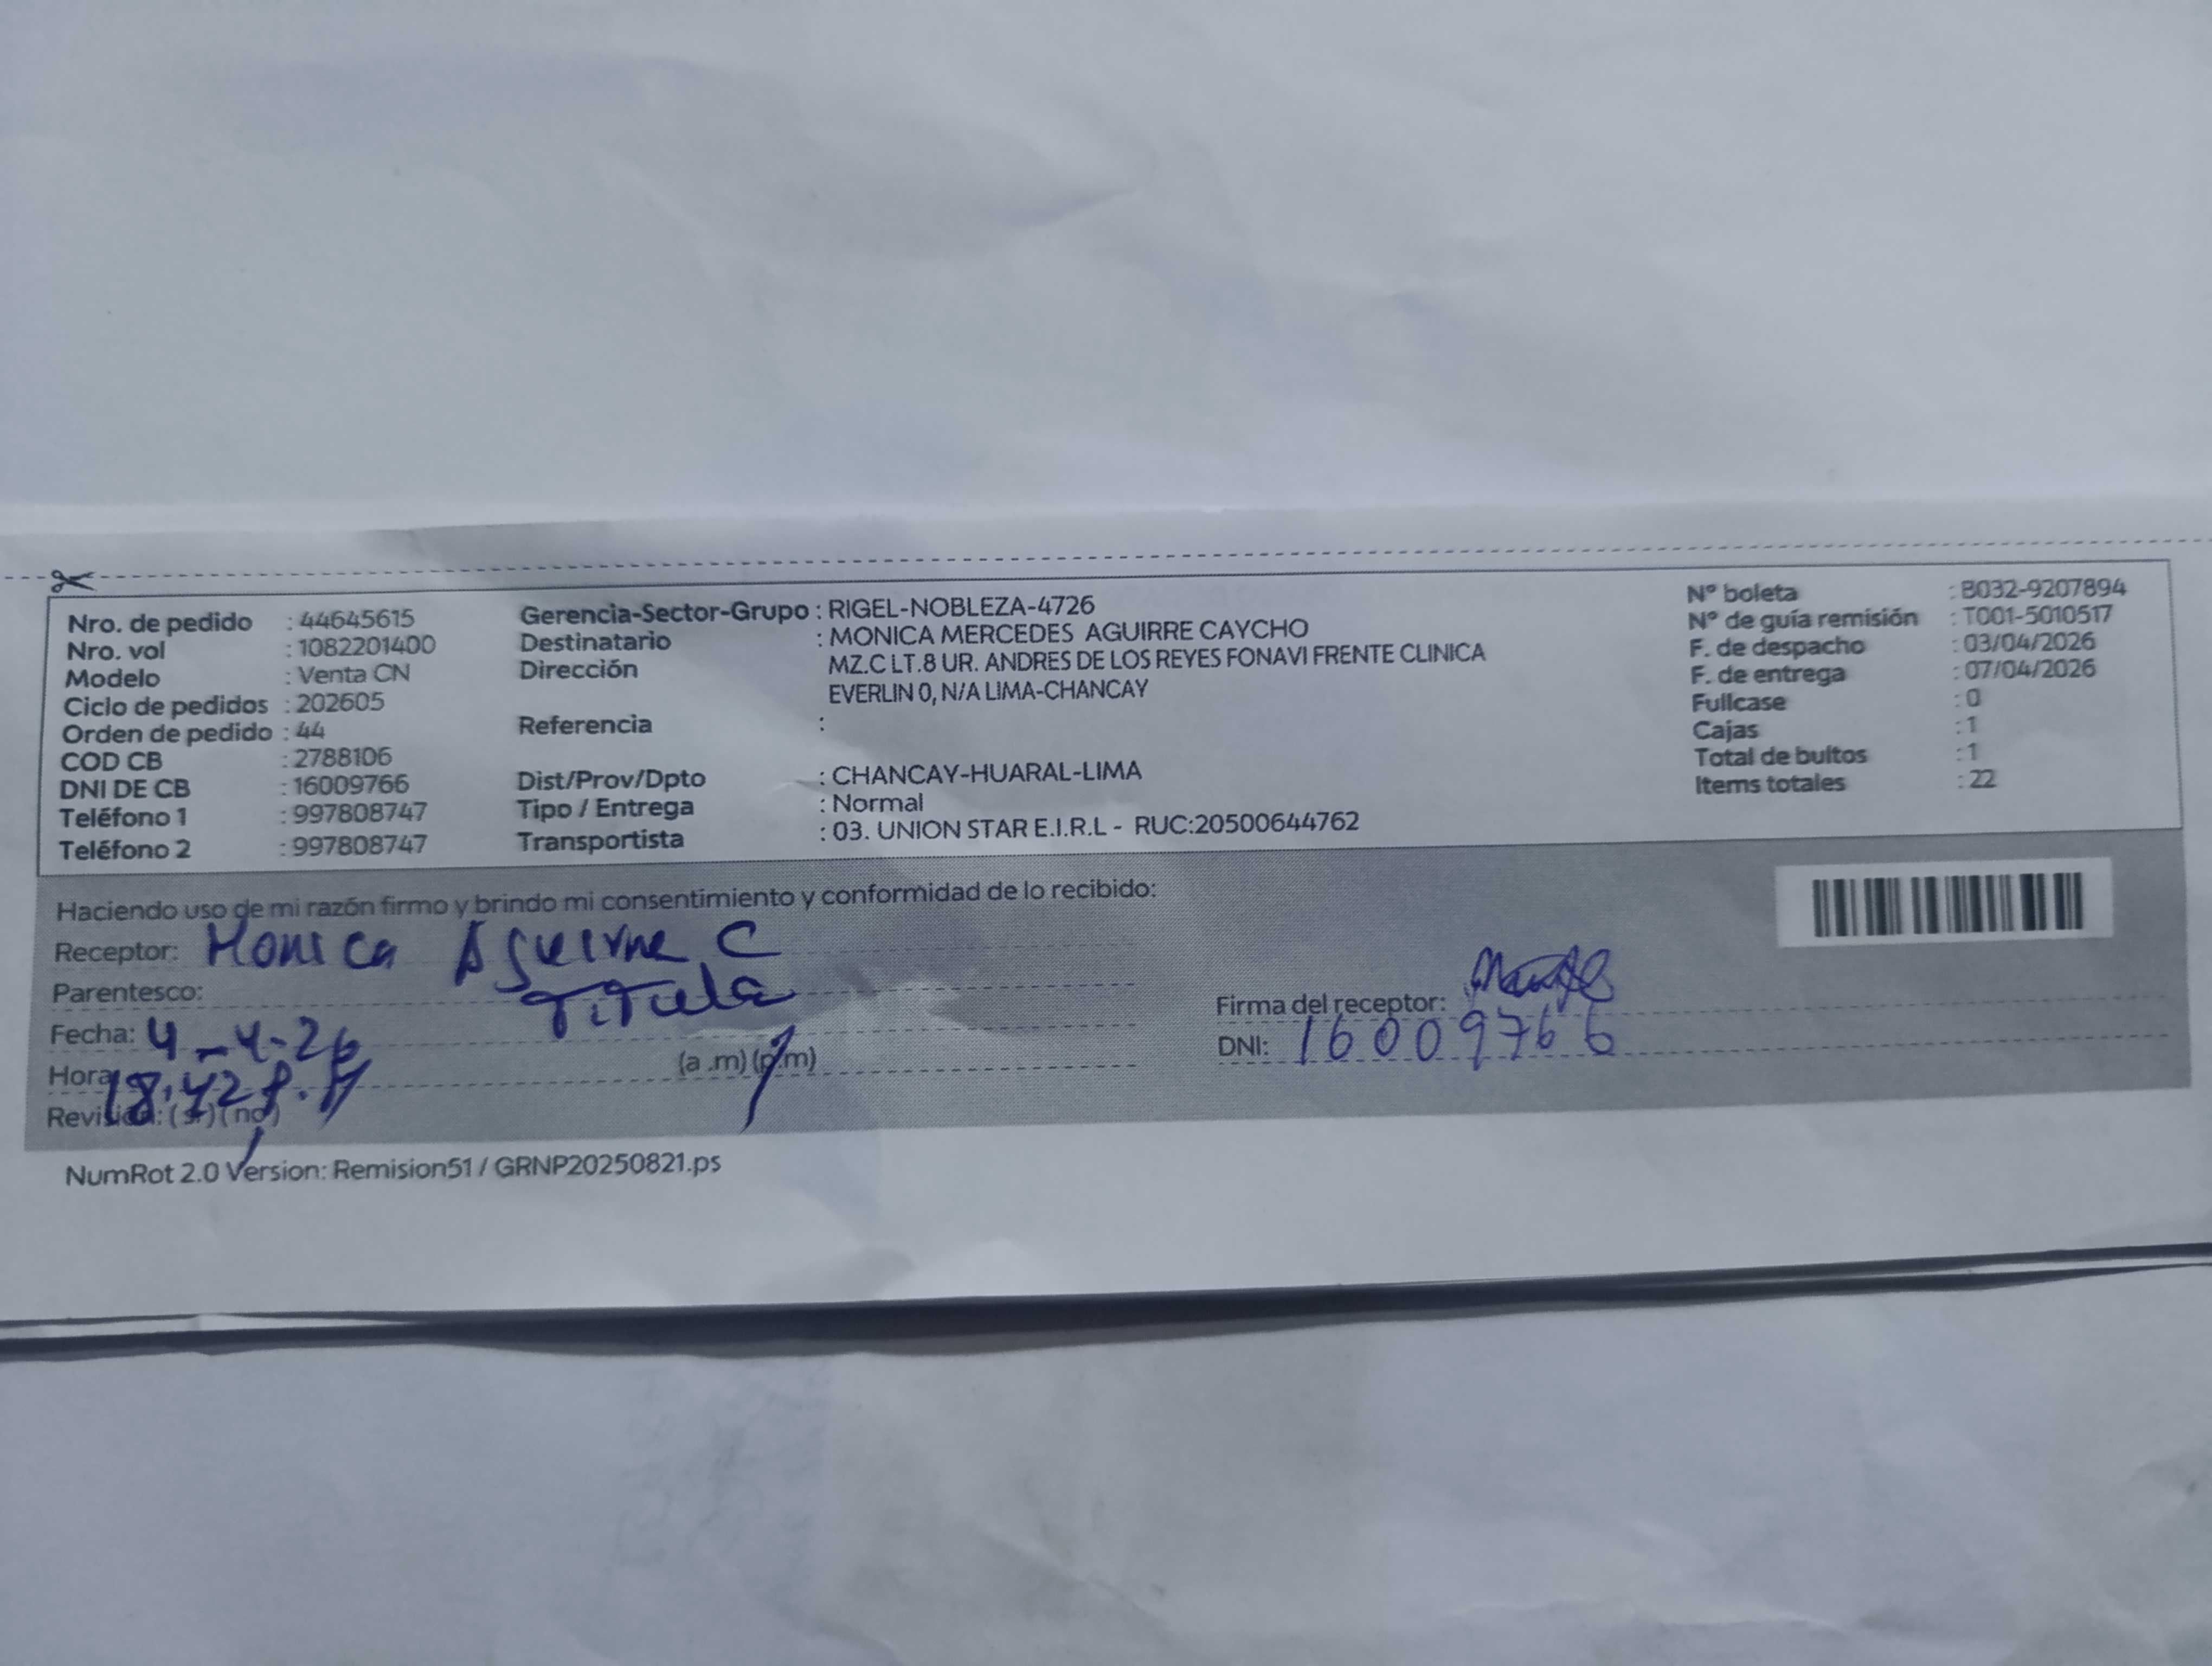 Nro. de pedido : 44645615
Nro. vol : 1082201400
Modelo : Venta CN
Ciclo de pedidos : 202605
Orden de pedido : 44
COD CB : 2788106
DNI DE CB : 16009766
Teléfono 1 : 997808747
Teléfono 2 : 997808747
Gerencia-Sector-Grupo : RIGEL-NOBLEZA-4726
Destinatario : MONICA MERCEDES AGUIRRE CAYCHO
Dirección MZ.C LT.8 UR. ANDRES DE LOS REYES FONAVI FRENTE CLINICA
EVERLIN 0, N/A LIMA-CHANCAY
Referencia :
Dist/Prov/Dpto : CHANCAY-HUARAL-LIMA
Tipo / Entrega : Normal
Transportista : 03. UNION STAR E.I.R.L - RUC:20500644762
N° boleta : B032-9207894
N° de guía remisión : T001-5010517
F. de despacho : 03/04/2026
F. de entrega : 07/04/2026
Fullcase : 0
Cajas : 1
Total de bultos : 1
Items totales : 22
Haciendo uso de mi razón firmo y brindo mi consentimiento y conformidad de lo recibido:
Receptor: Monica Aguirre C
Parentesco: Titula
Fecha: 4-4-26
Hora: 18:42 (a .m) (p.m)
Revisión: (si) (no)
Firma del receptor:
DNI: 16009766
NumRot 2.0 Version: Remision51 / GRNP20250821.ps